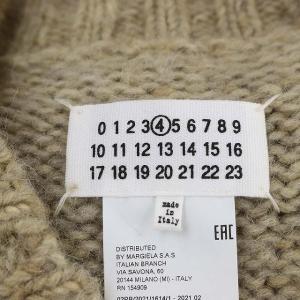 0 1 2 3 4 5 6 7 8 9
10 11 12 13 14 15 16
17 18 19 20 21 22 23
made
in
Italy
EAC
DISTRIBUTED
BY MARGIELA S.A.S
ITALIAN BRANCH
VIA SAVONA, 60
20144 MILANO (MI) - ITALY
RN 154909